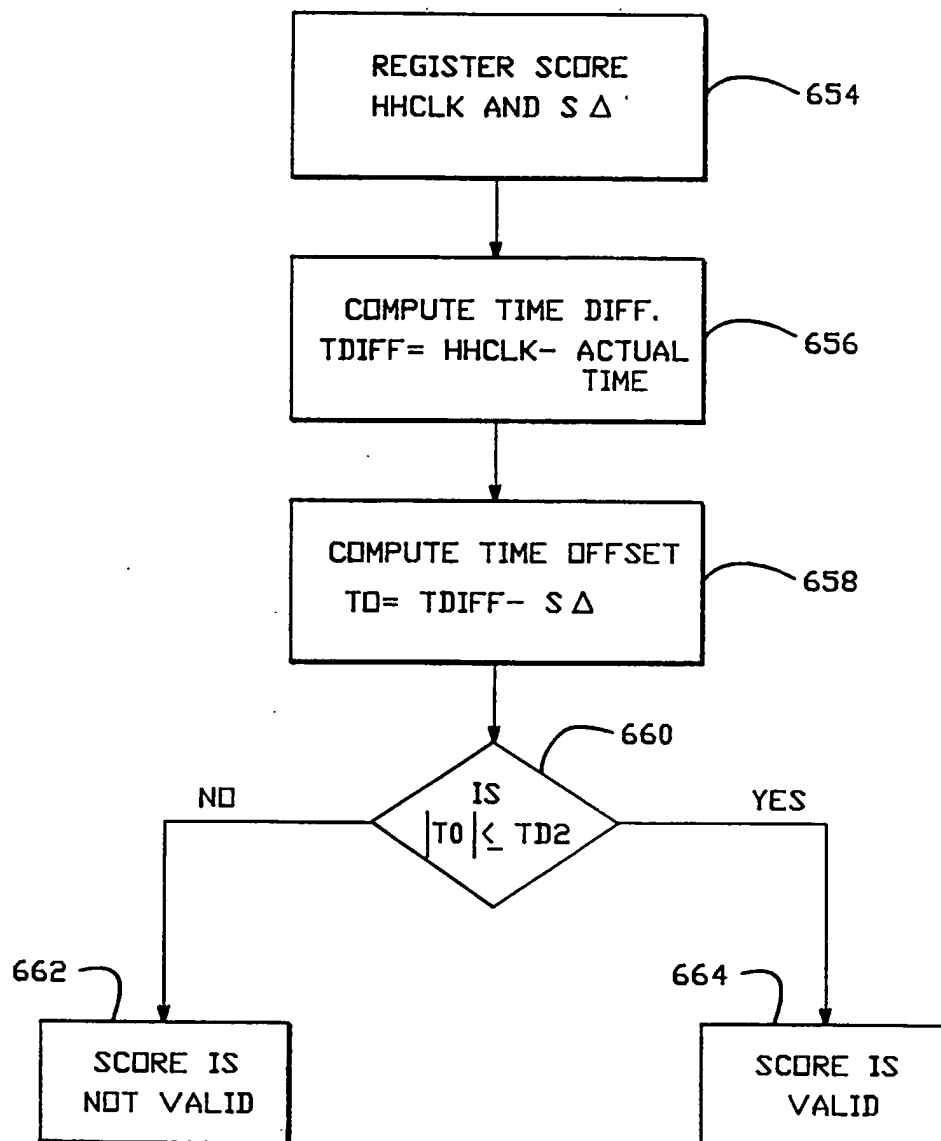 REGISTER SCORE
HHCLK AND S Δ
654
COMPUTE TIME DIFF.
TDIFF= HHCLK- ACTUAL
TIME
656
COMPUTE TIME OFFSET
TO= TDIFF- S Δ
658
660
IS
|TO|≤ TD2
NO
YES
662
664
SCORE IS
NOT VALID
SCORE IS
VALID